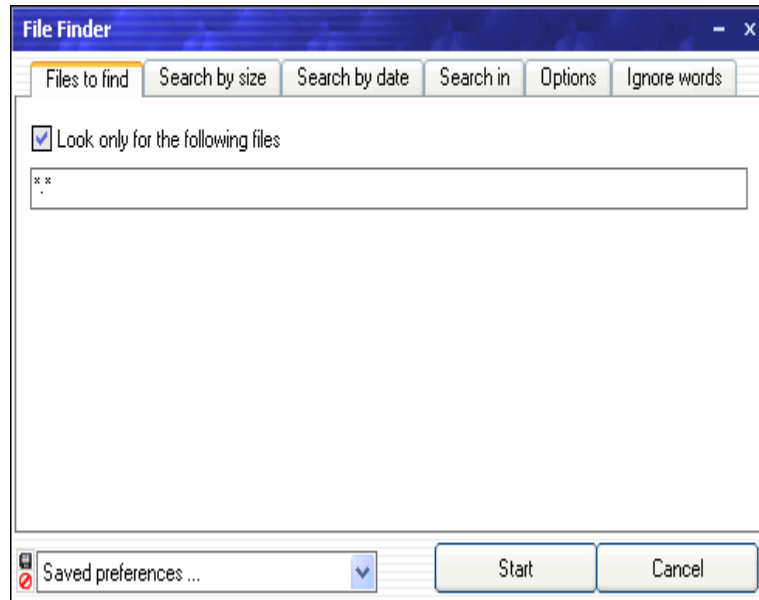 File Finder
Files to find Search by size Search by date Search in Options Ignore words
Look only for the following files
*.*
Saved preferences ... Start Cancel